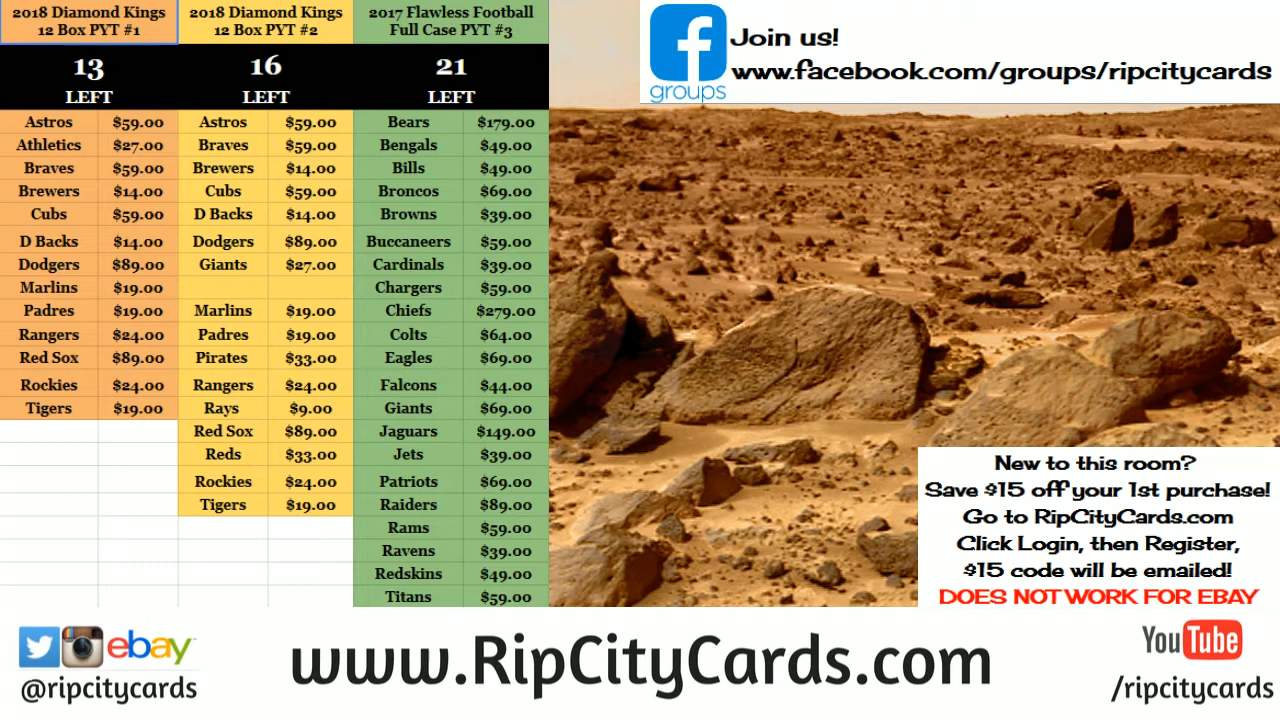 2018 Diamond Kings
12 Box PYT #1
13
LEFT
Astros $59.00
Athletics $27.00
Braves $59.00
Brewers $14.00
Cubs $59.00
D Backs $14.00
Dodgers $89.00
Marlins $19.00
Padres $19.00
Rangers $24.00
Red Sox $89.00
Rockies $24.00
Tigers $19.00
2018 Diamond Kings
12 Box PYT #2
16
LEFT
Astros $59.00
Braves $59.00
Brewers $14.00
Cubs $59.00
D Backs $14.00
Dodgers $89.00
Giants $27.00
Marlins $19.00
Padres $19.00
Pirates $33.00
Rangers $24.00
Rays $9.00
Red Sox $89.00
Reds $33.00
Rockies $24.00
Tigers $19.00
2017 Flawless Football
Full Case PYT #3
21
LEFT
Bears $179.00
Bengals $49.00
Bills $49.00
Broncos $69.00
Browns $39.00
Buccaneers $59.00
Cardinals $39.00
Chargers $59.00
Chiefs $279.00
Colts $64.00
Eagles $69.00
Falcons $44.00
Giants $69.00
Jaguars $149.00
Jets $39.00
Patriots $69.00
Raiders $89.00
Rams $59.00
Ravens $39.00
Redskins $49.00
Titans $59.00
f
groups
Join us!
www.facebook.com/groups/ripcitycards
New to this room?
Save $15 off your 1st purchase!
Go to RipCityCards.com
Click Login, then Register,
$15 code will be emailed!
DOES NOT WORK FOR EBAY
ebay
@ripcitycards
www.RipCityCards.com
YouTube
/ripcitycards